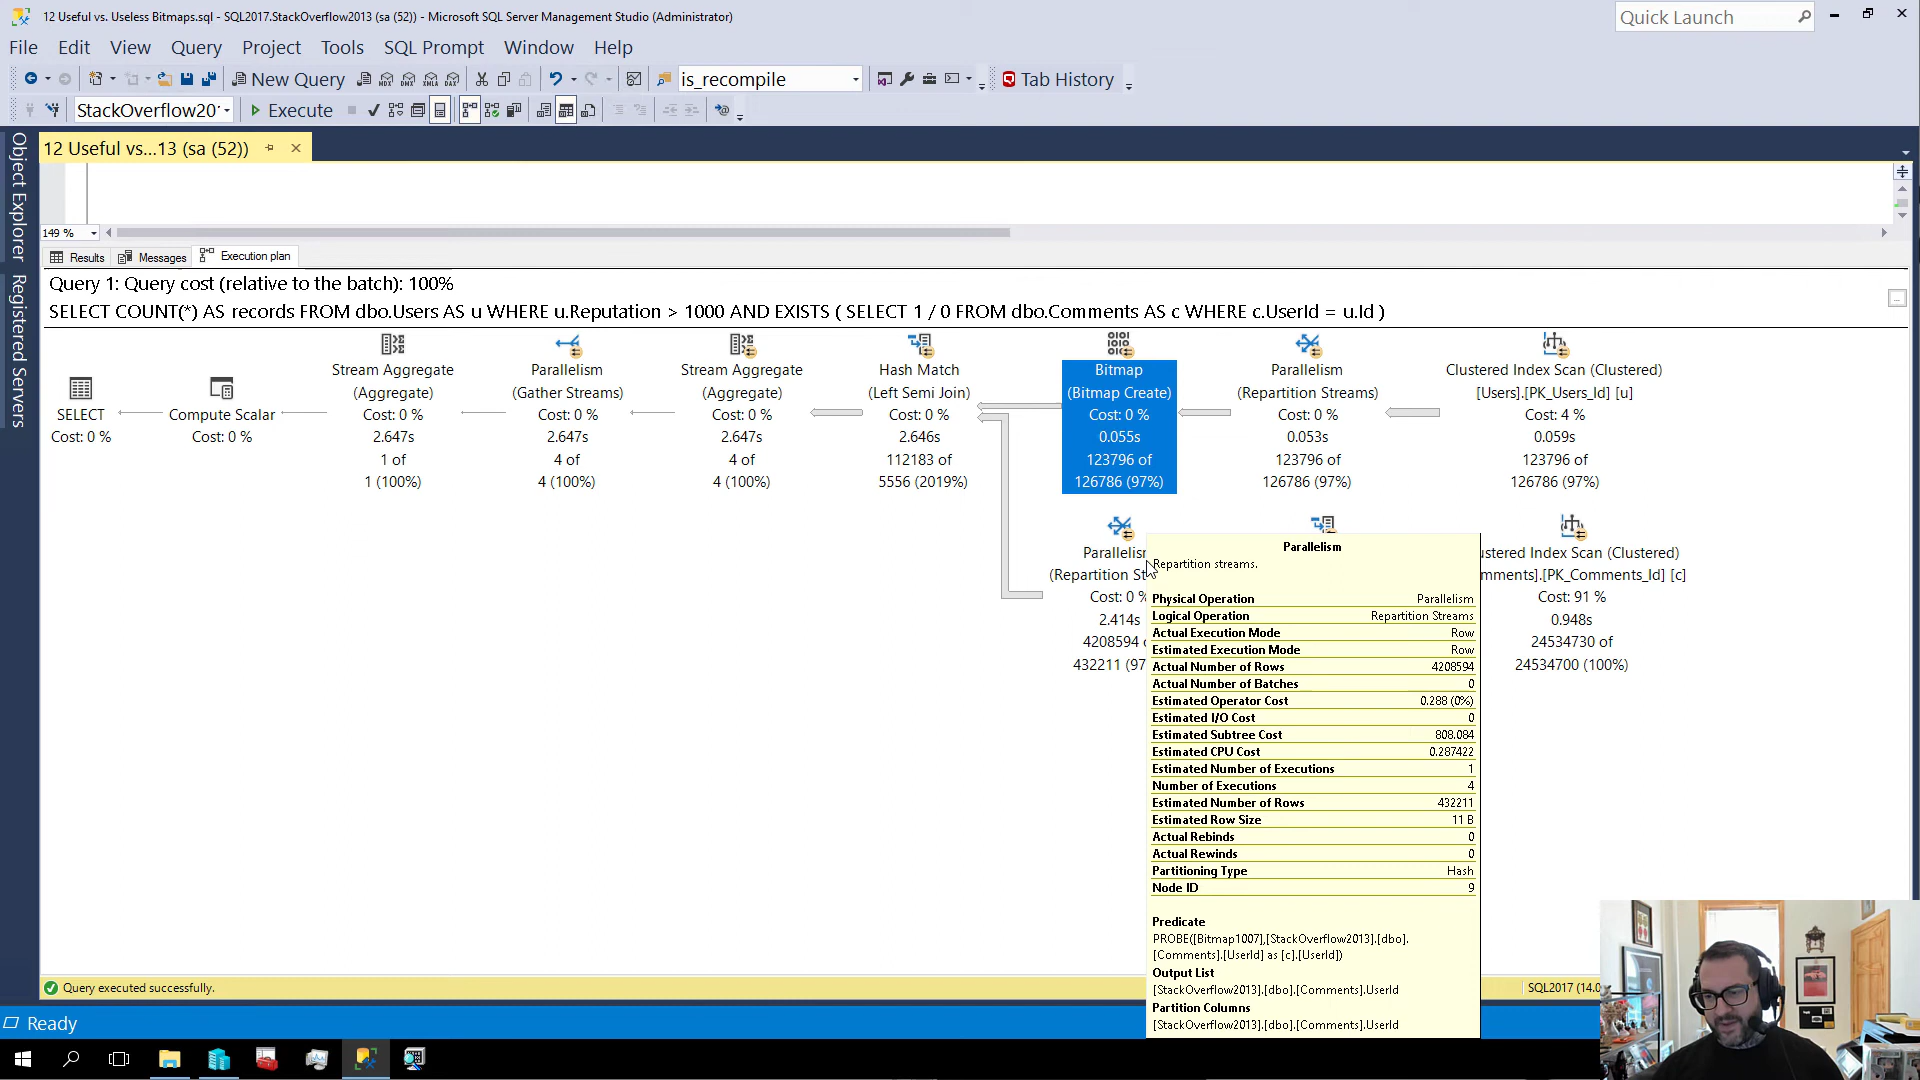 12 Useful vs. Useless Bitmaps.sql - SQL2017.StackOverflow2013 (sa (52)) - Microsoft SQL Server Management Studio (Administrator)
Quick Launch
File Edit View Query Project Tools SQL Prompt Window Help
New Query
MDX DMX XMLA DAX
is_recompile
Tab History
StackOverflow20
Execute
12 Useful vs...13 (sa (52))
Object Explorer
Registered Servers
149 %
Results Messages Execution plan
Query 1: Query cost (relative to the batch): 100%
SELECT COUNT(*) AS records FROM dbo.Users AS u WHERE u.Reputation > 1000 AND EXISTS ( SELECT 1 / 0 FROM dbo.Comments AS c WHERE c.UserId = u.Id )
SELECT
Cost: 0 %
Compute Scalar
Cost: 0 %
Stream Aggregate
(Aggregate)
Cost: 0 %
2.647s
1 of
1 (100%)
Parallelism
(Gather Streams)
Cost: 0 %
2.647s
4 of
4 (100%)
Stream Aggregate
(Aggregate)
Cost: 0 %
2.647s
4 of
4 (100%)
Hash Match
(Left Semi Join)
Cost: 0 %
2.646s
112183 of
5556 (2019%)
Bitmap
(Bitmap Create)
Cost: 0 %
0.055s
123796 of
126786 (97%)
Parallelism
(Repartition Streams)
Cost: 0 %
0.053s
123796 of
126786 (97%)
Clustered Index Scan (Clustered)
[Users].[PK_Users_Id] [u]
Cost: 4 %
0.059s
123796 of
126786 (97%)
Parallelism
(Repartition St
Cost: 0 %
2.414s
4208594 o
432211 (97
ustered Index Scan (Clustered)
mments].[PK_Comments_Id] [c]
Cost: 91 %
0.948s
24534730 of
24534700 (100%)
Parallelism
Repartition streams.
Physical Operation Parallelism
Logical Operation Repartition Streams
Actual Execution Mode Row
Estimated Execution Mode Row
Actual Number of Rows 4208594
Actual Number of Batches 0
Estimated Operator Cost 0.288 (0%)
Estimated I/O Cost 0
Estimated Subtree Cost 808.084
Estimated CPU Cost 0.287422
Estimated Number of Executions 1
Number of Executions 4
Estimated Number of Rows 432211
Estimated Row Size 11 B
Actual Rebinds 0
Actual Rewinds 0
Partitioning Type Hash
Node ID 9
Predicate
PROBE([Bitmap1007],[StackOverflow2013].[dbo].
[Comments].[UserId] as [c].[UserId])
Output List
[StackOverflow2013].[dbo].[Comments].UserId
Partition Columns
[StackOverflow2013].[dbo].[Comments].UserId
Query executed successfully.
SQL2017 (14.0
Ready